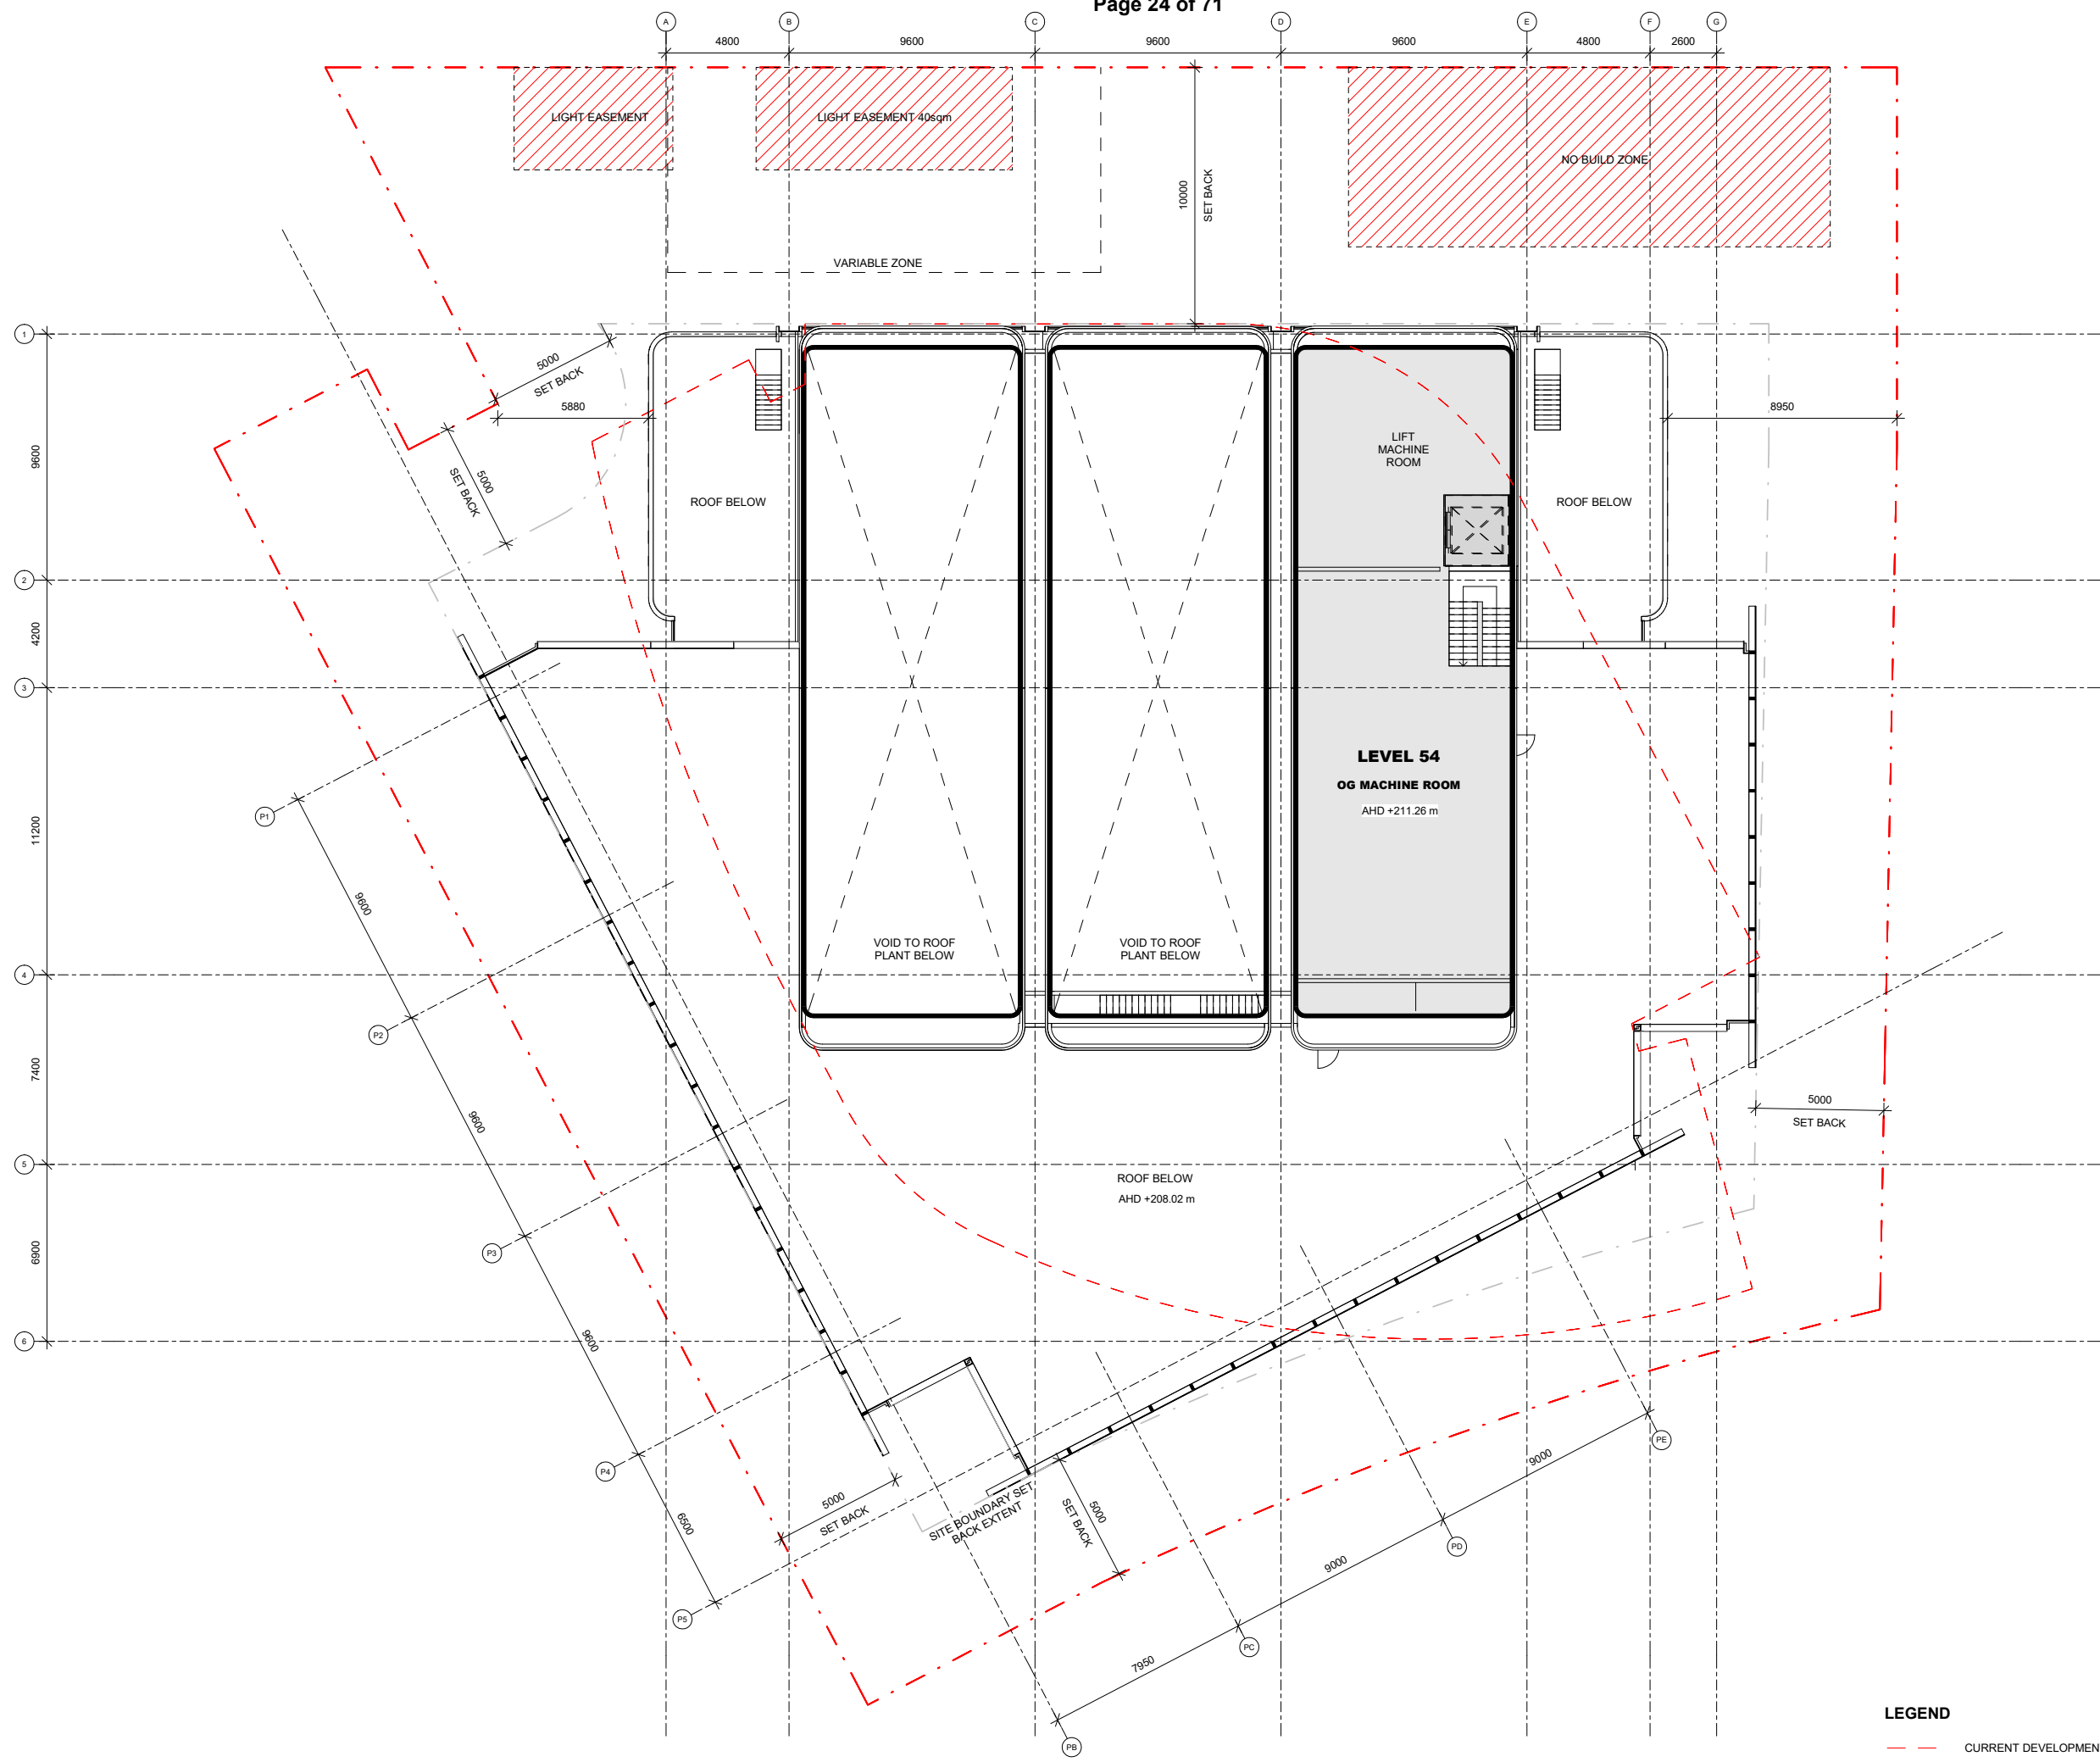 Page 24 of 71
A B C D E F G
4800 9600 9600 9600 4800 2600
LIGHT EASEMENT
LIGHT EASEMENT 40sqm
NO BUILD ZONE
10000
SET BACK
VARIABLE ZONE
1
5000
SET BACK
5880
8950
9600
5000
SET BACK
LIFT
MACHINE
ROOM
ROOF BELOW
ROOF BELOW
2
4200
3
LEVEL 54
OG MACHINE ROOM
AHD +211.26 m
P1
11200
9600
VOID TO ROOF
PLANT BELOW
VOID TO ROOF
PLANT BELOW
4
P2
7400
9600
5000
SET BACK
5
ROOF BELOW
AHD +208.02 m
P3
6900
9600
6
P4
5000
SET BACK
SITE BOUNDARY SET
BACK EXTENT
5000
SET BACK
6500
P5
9000
PE
9000
PD
7950
PC
PB
LEGEND
CURRENT DEVELOPMEN